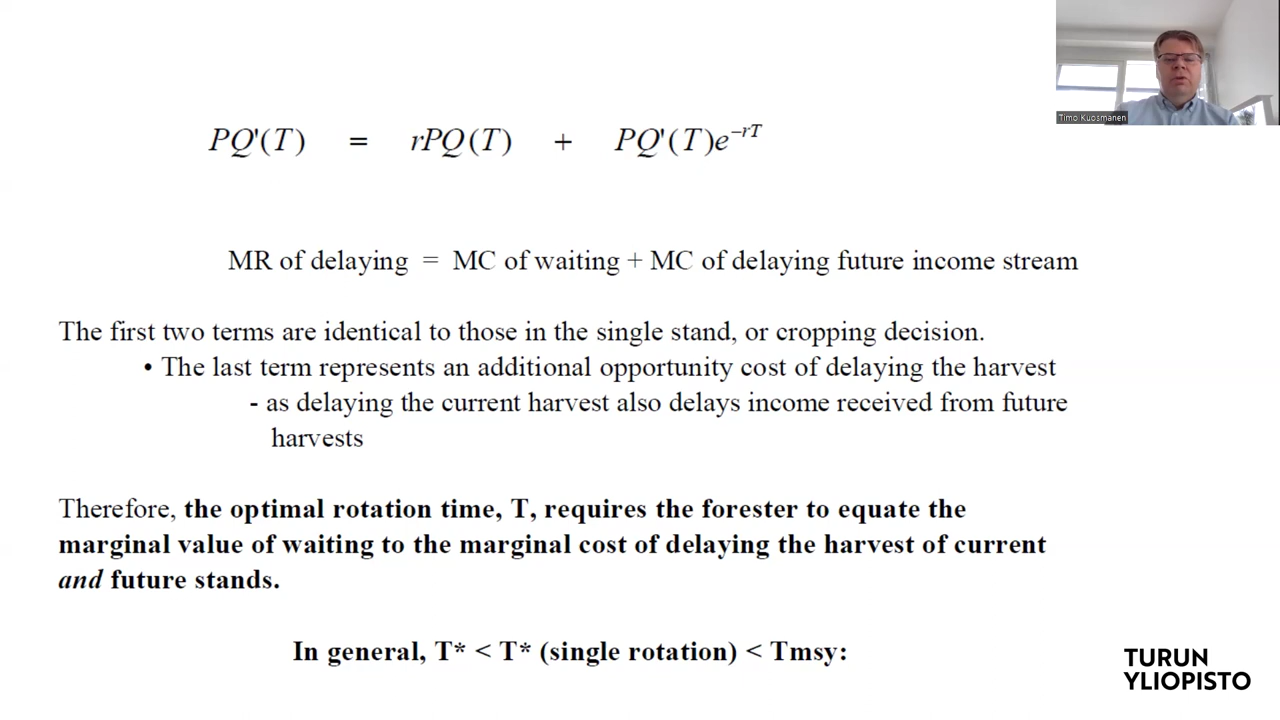 Timo Kuosmanen
PQ'(T) = rPQ(T) + PQ'(T)e^{-rT}
MR of delaying = MC of waiting + MC of delaying future income stream
The first two terms are identical to those in the single stand, or cropping decision.
• The last term represents an additional opportunity cost of delaying the harvest
- as delaying the current harvest also delays income received from future
harvests
Therefore, the optimal rotation time, T, requires the forester to equate the
marginal value of waiting to the marginal cost of delaying the harvest of current
and future stands.
In general, T* < T* (single rotation) < Tmsy:
TURUN
YLIOPISTO